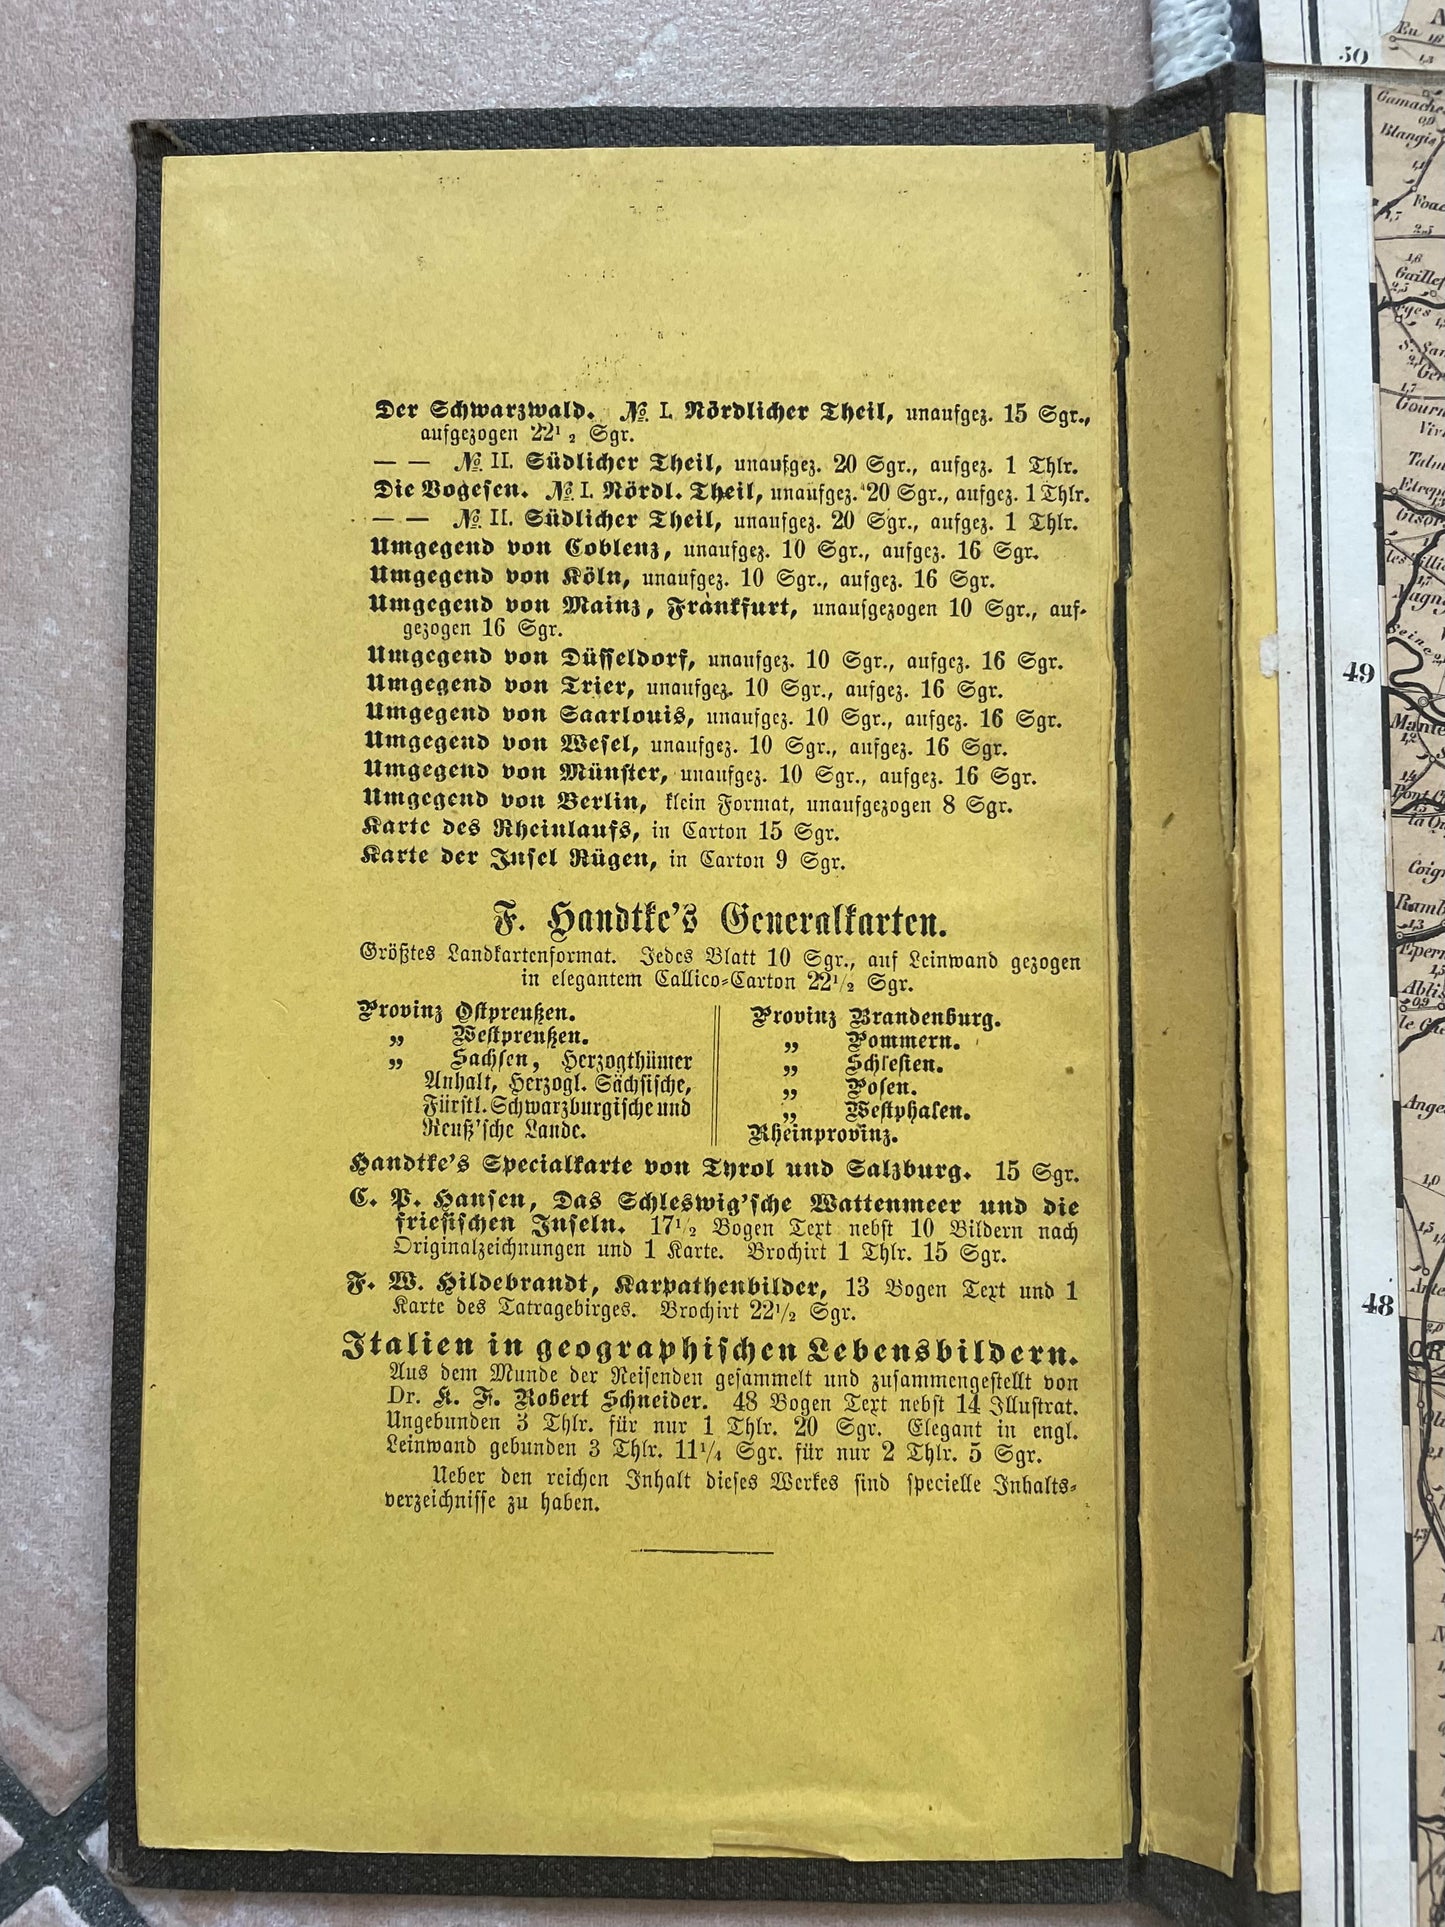 Der Schwarzwald. № I. Nördlicher Theil, unaufgez. 15 Sgr.,
aufgezogen 22 1/2 Sgr.
— — № II. Südlicher Theil, unaufgez. 20 Sgr., aufgez. 1 Thlr.
Die Vogesen. № I. Nördl. Theil, unaufgez. 20 Sgr., aufgez. 1 Thlr.
— — № II. Südlicher Theil, unaufgez. 20 Sgr., aufgez. 1 Thlr.
Umgegend von Coblenz, unaufgez. 10 Sgr., aufgez. 16 Sgr.
Umgegend von Köln, unaufgez. 10 Sgr., aufgez. 16 Sgr.
Umgegend von Mainz, Frankfurt, unaufgezogen 10 Sgr., auf-
gezogen 16 Sgr.
Umgegend von Düsseldorf, unaufgez. 10 Sgr., aufgez. 16 Sgr.
Umgegend von Trier, unaufgez. 10 Sgr., aufgez. 16 Sgr.
Umgegend von Saarlouis, unaufgez. 10 Sgr., aufgez. 16 Sgr.
Umgegend von Wesel, unaufgez. 10 Sgr., aufgez. 16 Sgr.
Umgegend von Münster, unaufgez. 10 Sgr., aufgez. 16 Sgr.
Umgegend von Berlin, klein Format, unaufgezogen 8 Sgr.
Karte des Rheinlaufs, in Carton 15 Sgr.
Karte der Insel Rügen, in Carton 9 Sgr.
F. Handtke's Generalkarten.
Größtes Landkartenformat. Jedes Blatt 10 Sgr., auf Leinwand gezogen
in elegantem Callico-Carton 22 1/2 Sgr.
Provinz Ostpreußen.
„ Westpreußen.
„ Sachsen, Herzogthümer
Anhalt, Herzogl. Sächsische,
Fürstl. Schwarzburgische und
Reuß'sche Lande.
Provinz Brandenburg.
„ Pommern.
„ Schlesien.
„ Posen.
„ Westphalen.
Rheinprovinz.
Handtke's Specialkarte von Tyrol und Salzburg. 15 Sgr.
C. P. Hansen, Das Schleswig'sche Wattenmeer und die
friesischen Inseln. 17 1/2 Bogen Text nebst 10 Bildern nach
Originalzeichnungen und 1 Karte. Brochirt 1 Thlr. 15 Sgr.
F. W. Hildebrandt, Karpathenbilder, 13 Bogen Text und 1
Karte des Tatragebirges. Brochirt 22 1/2 Sgr.
Italien in geographischen Lebensbildern.
Aus dem Munde der Reisenden gesammelt und zusammengestellt von
Dr. K. F. Robert Schneider. 48 Bogen Text nebst 14 Illustrat.
Ungebunden 3 Thlr. für nur 1 Thlr. 20 Sgr. Elegant in engl.
Leinwand gebunden 3 Thlr. 11 1/4 Sgr. für nur 2 Thlr. 5 Sgr.
Ueber den reichen Inhalt dieses Werkes sind specielle Inhalts-
verzeichnisse zu haben.
50
Eu
Blangis
49
Seine
48